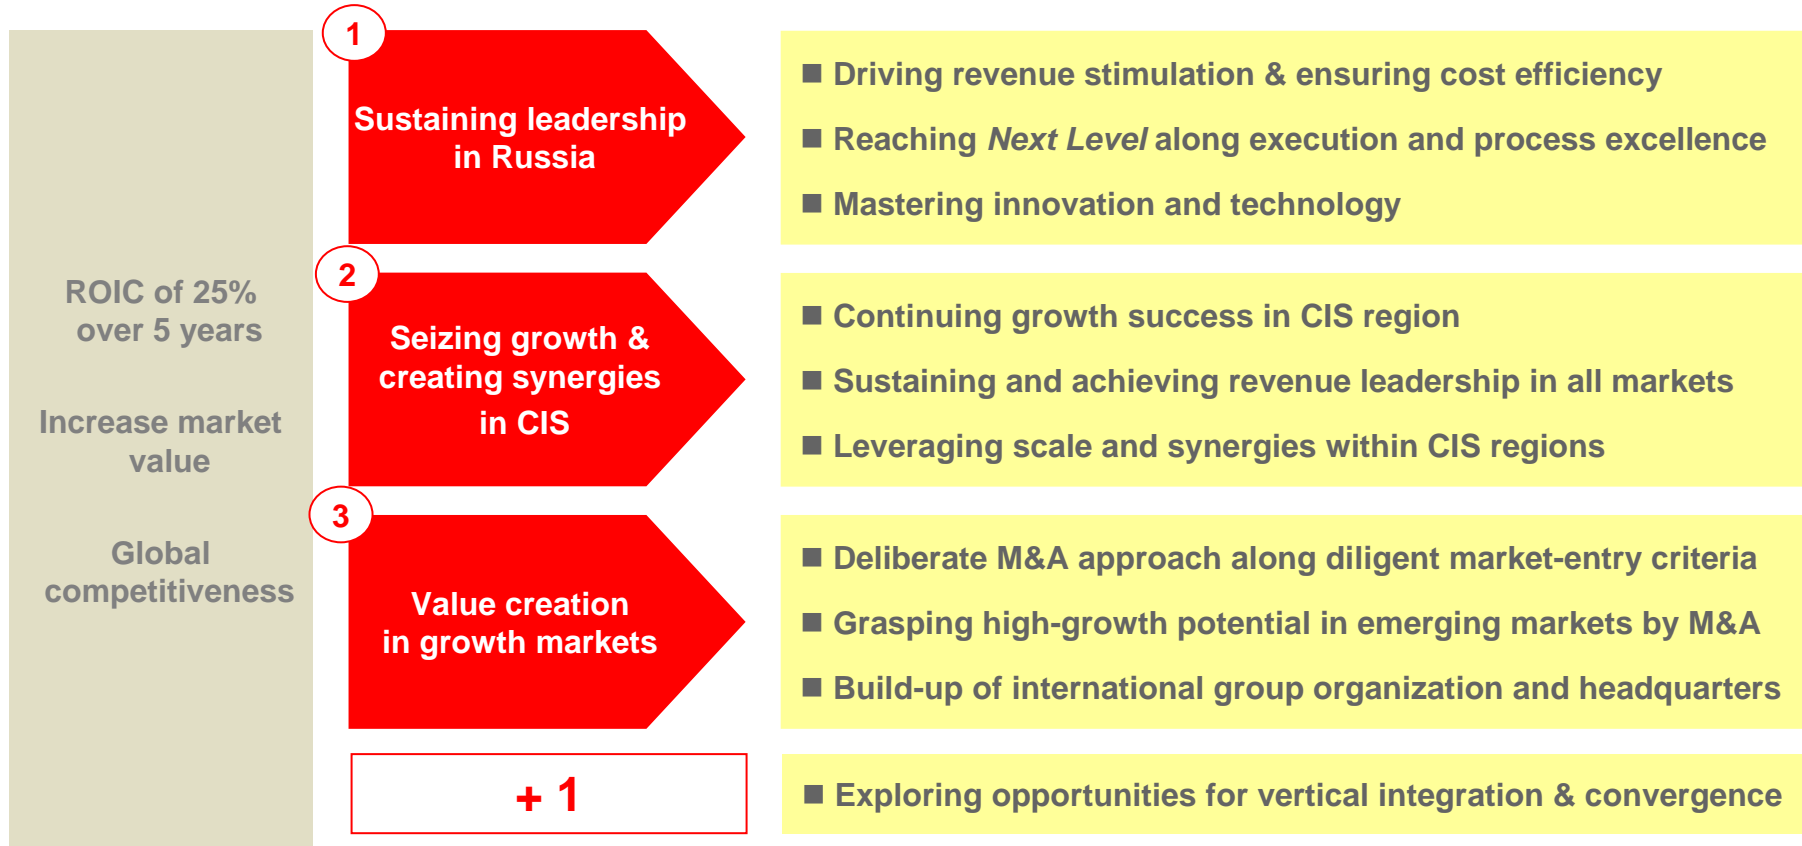 ROIC of 25%
over 5 years
Increase market
value
Global
competitiveness
1
Sustaining leadership
in Russia
■ Driving revenue stimulation & ensuring cost efficiency
■ Reaching Next Level along execution and process excellence
■ Mastering innovation and technology
2
Seizing growth &
creating synergies
in CIS
■ Continuing growth success in CIS region
■ Sustaining and achieving revenue leadership in all markets
■ Leveraging scale and synergies within CIS regions
3
Value creation
in growth markets
■ Deliberate M&A approach along diligent market-entry criteria
■ Grasping high-growth potential in emerging markets by M&A
■ Build-up of international group organization and headquarters
+ 1
■ Exploring opportunities for vertical integration & convergence